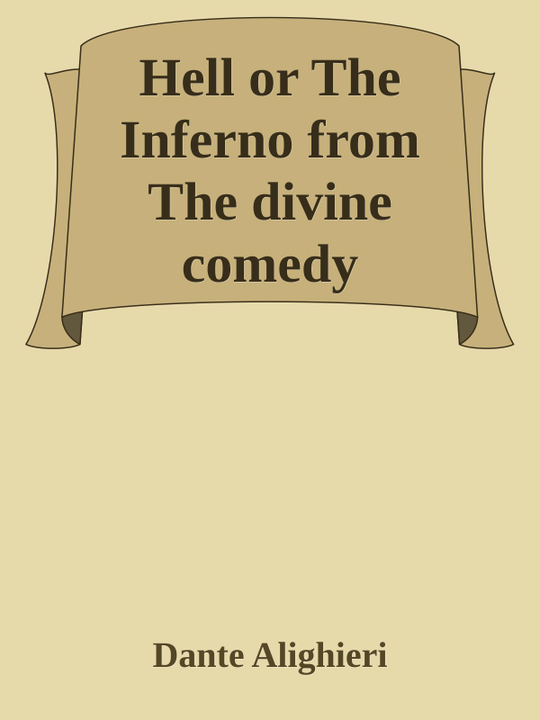 Hell or The
Inferno from
The divine
comedy
Dante Alighieri